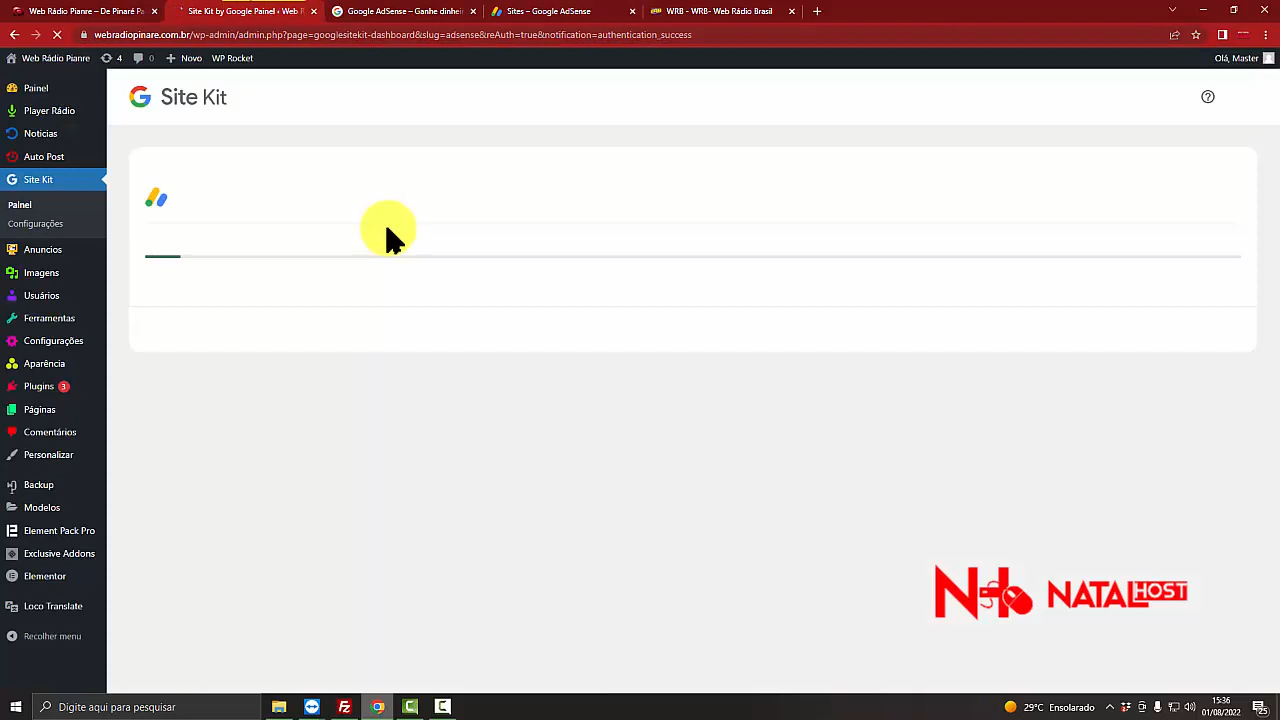 Web Rádio Pianre – De Pinaré Pa
Site Kit by Google Painel ‹ Web R
Google AdSense – Ganhe dinhei
Sites – Google AdSense
WRB - WRB- Web Rádio Brasil
webradiopinare.com.br/wp-admin/admin.php?page=googlesitekit-dashboard&slug=adsense&reAuth=true&notification=authentication_success
Web Rádio Pianre
4
0
Novo
WP Rocket
Olá, Master
Painel
Player Rádio
Noticias
Auto Post
Site Kit
Painel
Configurações
Anuncios
Imagens
Usuários
Ferramentas
Configurações
Aparência
Plugins 3
Páginas
Comentários
Personalizar
Backup
Modelos
Element Pack Pro
Exclusive Addons
Elementor
Loco Translate
Recolher menu
Site Kit
NH NATALHOST
Digite aqui para pesquisar
29°C Ensolarado
15:36
01/08/2022